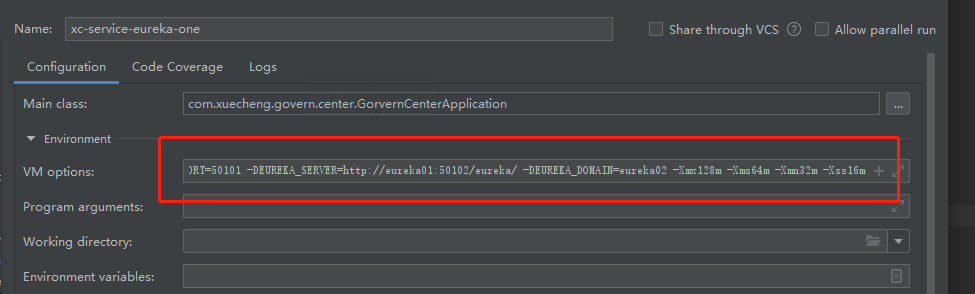 Name: xc-service-eureka-one Share through VCS ? Allow parallel run
Configuration Code Coverage Logs
Main class: com.xuecheng.govern.center.GorvernCenterApplication ...
Environment
VM options: ORT=50101 -DEUREKA_SERVER=http://eureka01:50102/eureka/ -DEUREKA_DOMAIN=eureka02 -Xmx128m -Xms64m -Xmn32m -Xss16m
Program arguments:
Working directory:
Environment variables: